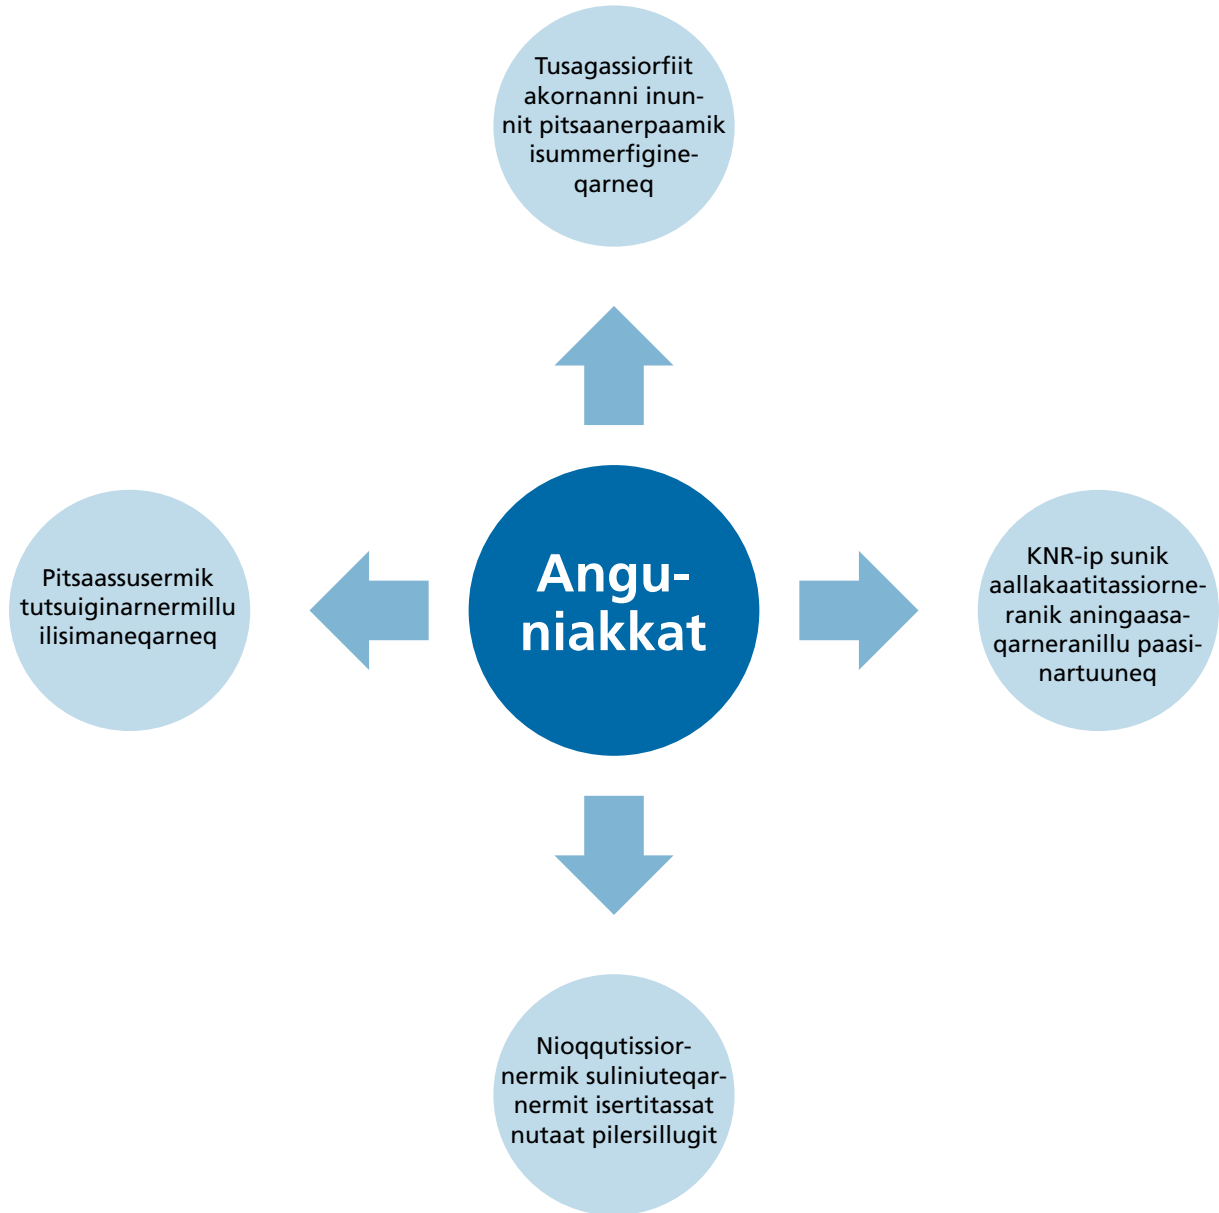 Tusagassiorfiit
akornanni inun-
nit pitsaanerpaamik
isummerfigine-
qarneq
Pitsaassusermik
tutsuiginarnermillu
ilisimaneqarneq
Angu-
niakkat
KNR-ip sunik
aallakaatitassiorne-
ranik aningaasa-
qarneranillu paasi-
nartuuneq
Nioqqutissior-
nermik suliniuteqar-
nermit isertitassat
nutaat pilersillugit